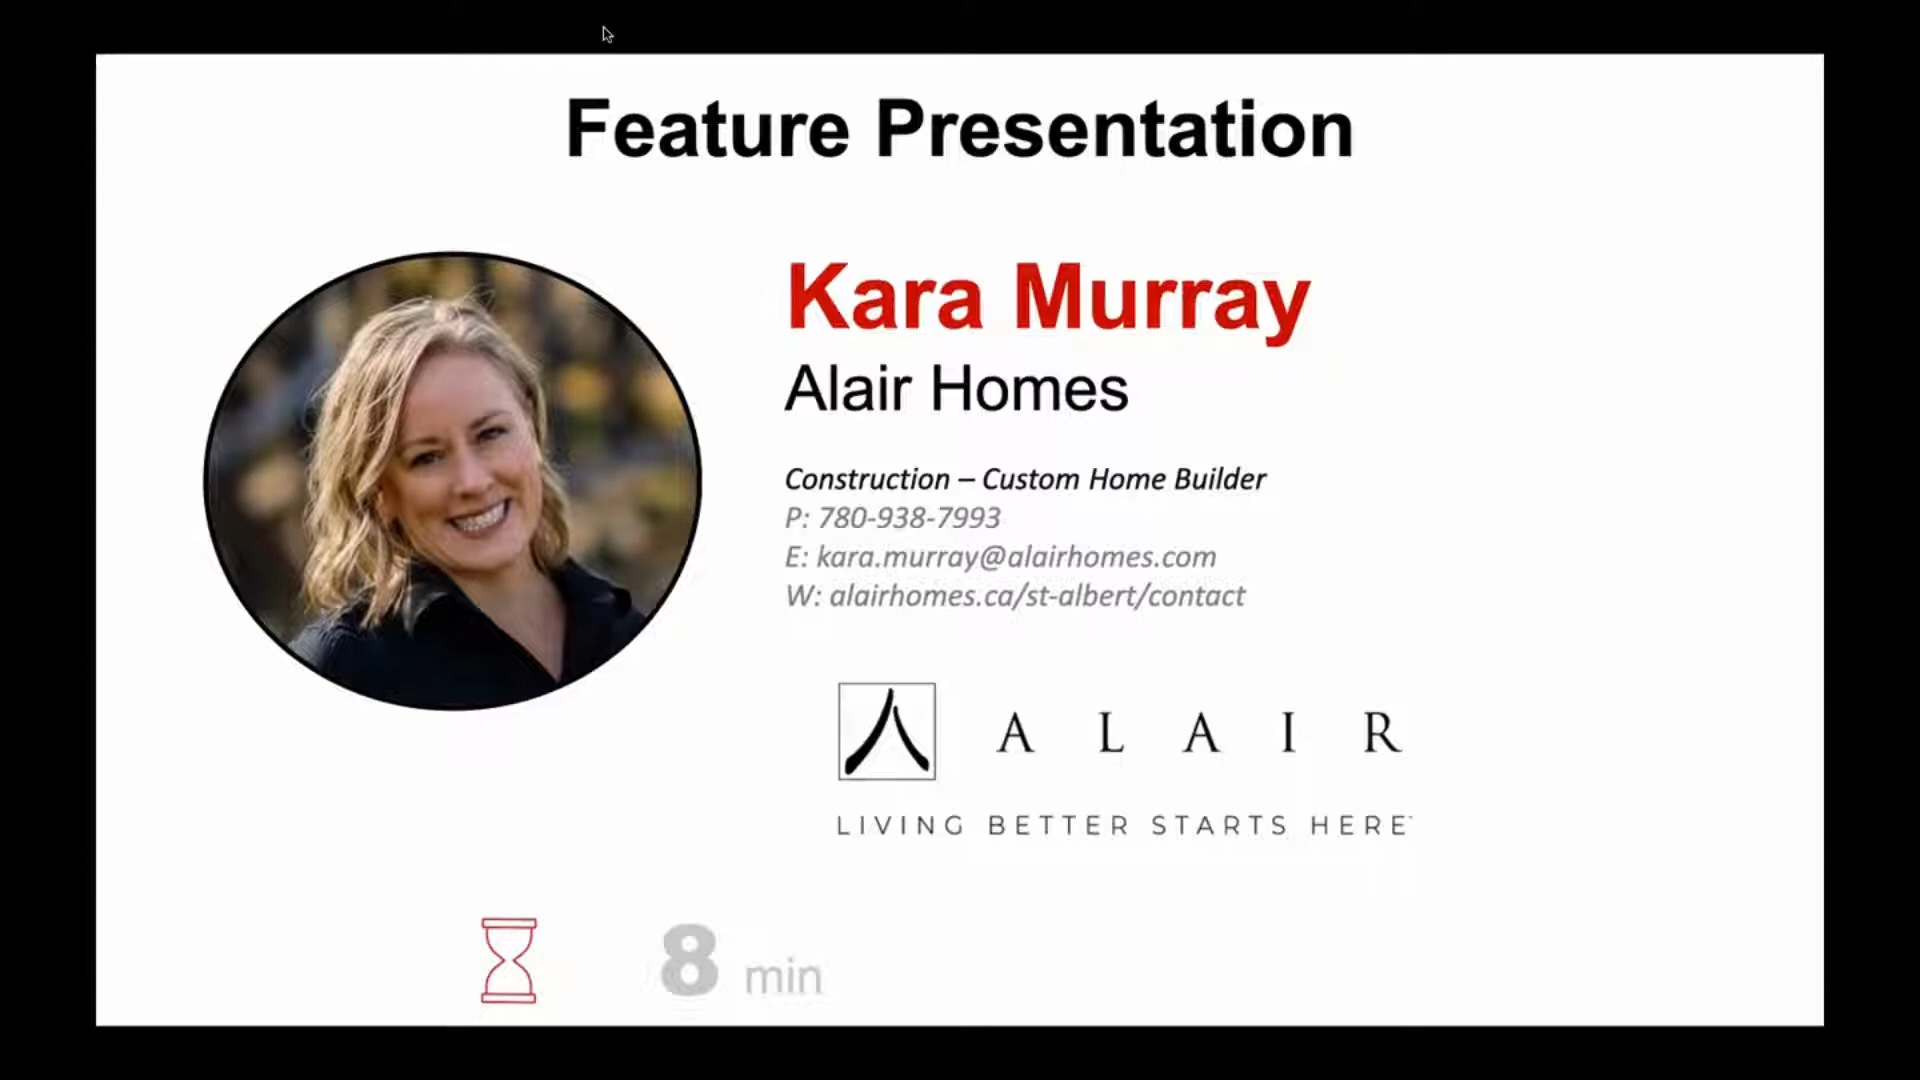 Feature Presentation
Kara Murray
Alair Homes
Construction – Custom Home Builder
P: 780-938-7993
E: kara.murray@alairhomes.com
W: alairhomes.ca/st-albert/contact
ALAIR
LIVING BETTER STARTS HERE
8 min